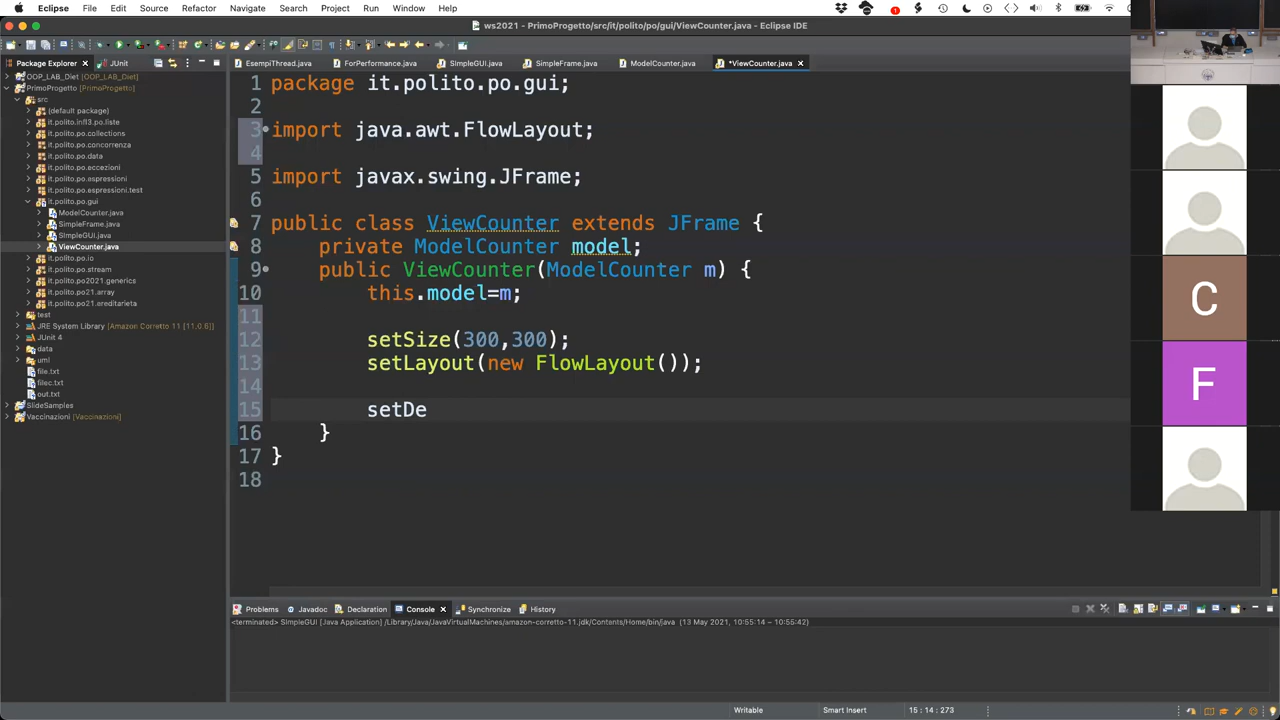 Eclipse File Edit Source Refactor Navigate Search Project Run Window Help
ws2021 - PrimoProgetto/src/it/polito/po/gui/ViewCounter.java - Eclipse IDE
Package Explorer JUnit
EsempiThread.java ForPerformance.java SImpleGUI.java SimpleFrame.java ModelCounter.java *ViewCounter.java
OOP_LAB_Diet [OOP_LAB_Diet]
PrimoProgetto [PrimoProgetto]
src
(default package)
it.polito.infl3.po.liste
it.polito.po.collections
it.polito.po.concorrenza
it.polito.po.data
it.polito.po.eccezioni
it.polito.po.espressioni
it.polito.po.espressioni.test
it.polito.po.gui
ModelCounter.java
SimpleFrame.java
SImpleGUI.java
ViewCounter.java
it.polito.po.io
it.polito.po.stream
it.polito.po2021.generics
it.polito.po21.array
it.polito.po21.ereditarieta
test
JRE System Library [Amazon Corretto 11 [11.0.6]]
JUnit 4
data
uml
file.txt
filec.txt
out.txt
SlideSamples
Vaccinazioni [Vaccinazioni]
1 package it.polito.po.gui;
2
3 import java.awt.FlowLayout;
4
5 import javax.swing.JFrame;
6
7 public class ViewCounter extends JFrame {
8 private ModelCounter model;
9 public ViewCounter(ModelCounter m) {
10 this.model=m;
11
12 setSize(300,300);
13 setLayout(new FlowLayout());
14
15 setDe
16 }
17 }
18
C
F
Problems Javadoc Declaration Console Synchronize History
<terminated> SImpleGUI [Java Application] /Library/Java/JavaVirtualMachines/amazon-corretto-11.jdk/Contents/Home/bin/java (13 May 2021, 10:55:14 – 10:55:42)
Writable Smart Insert 15 : 14 : 273